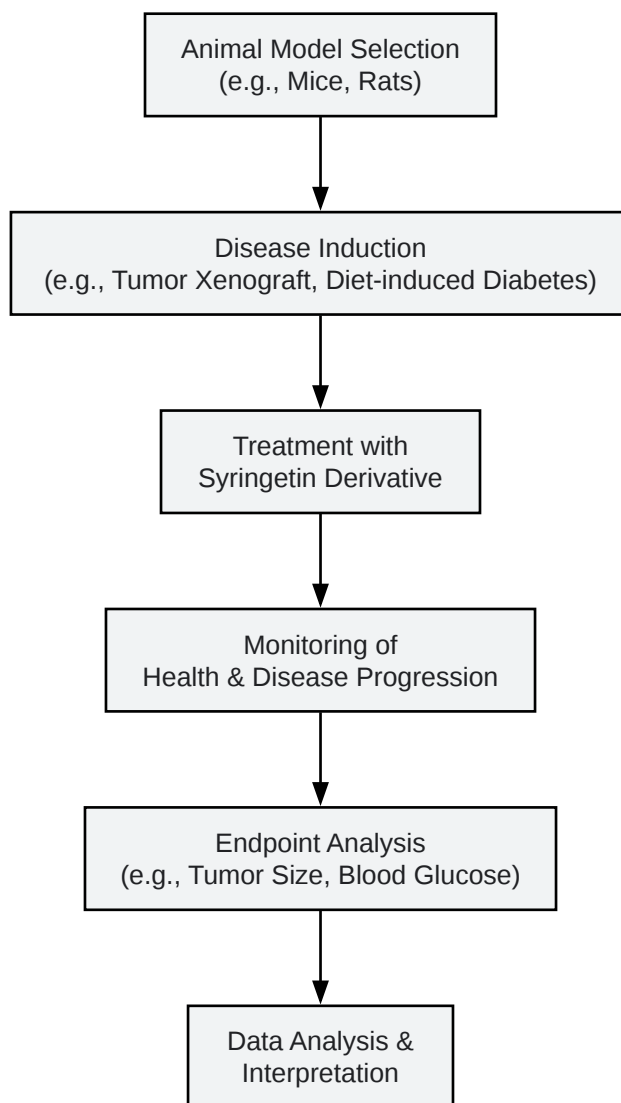 Animal Model Selection
(e.g., Mice, Rats)
Disease Induction
(e.g., Tumor Xenograft, Diet-induced Diabetes)
Treatment with
Syringetin Derivative
Monitoring of
Health & Disease Progression
Endpoint Analysis
(e.g., Tumor Size, Blood Glucose)
Data Analysis &
Interpretation